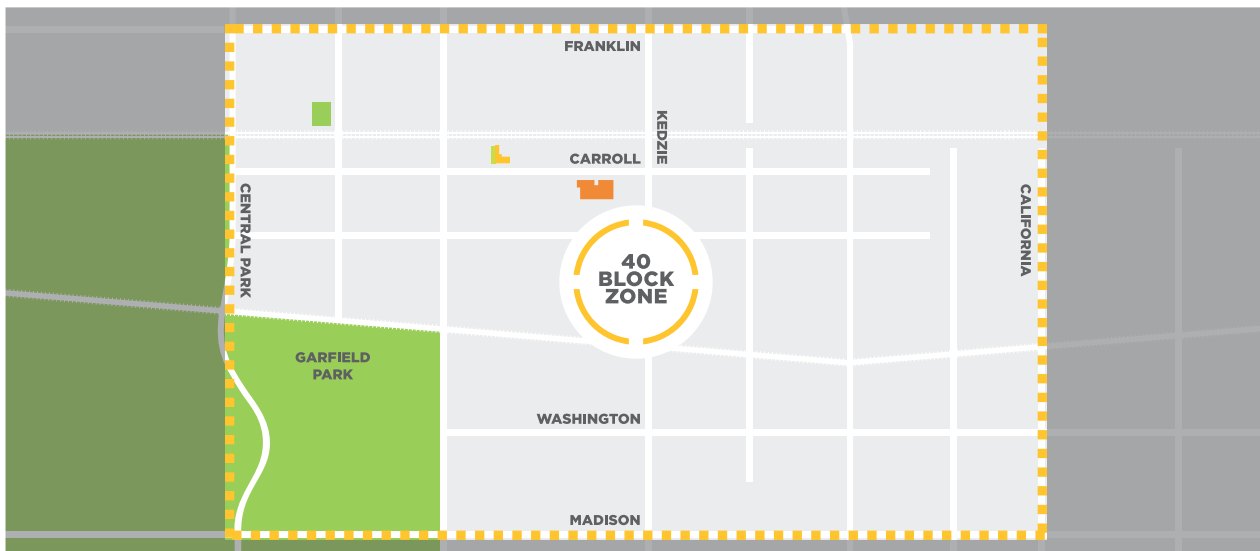 FRANKLIN
KEDZIE
CARROLL
CENTRAL PARK
CALIFORNIA
40
BLOCK
ZONE
GARFIELD
PARK
WASHINGTON
MADISON